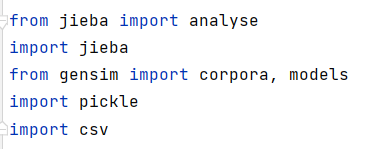 from jieba import analyse
import jieba
from gensim import corpora, models
import pickle
import csv